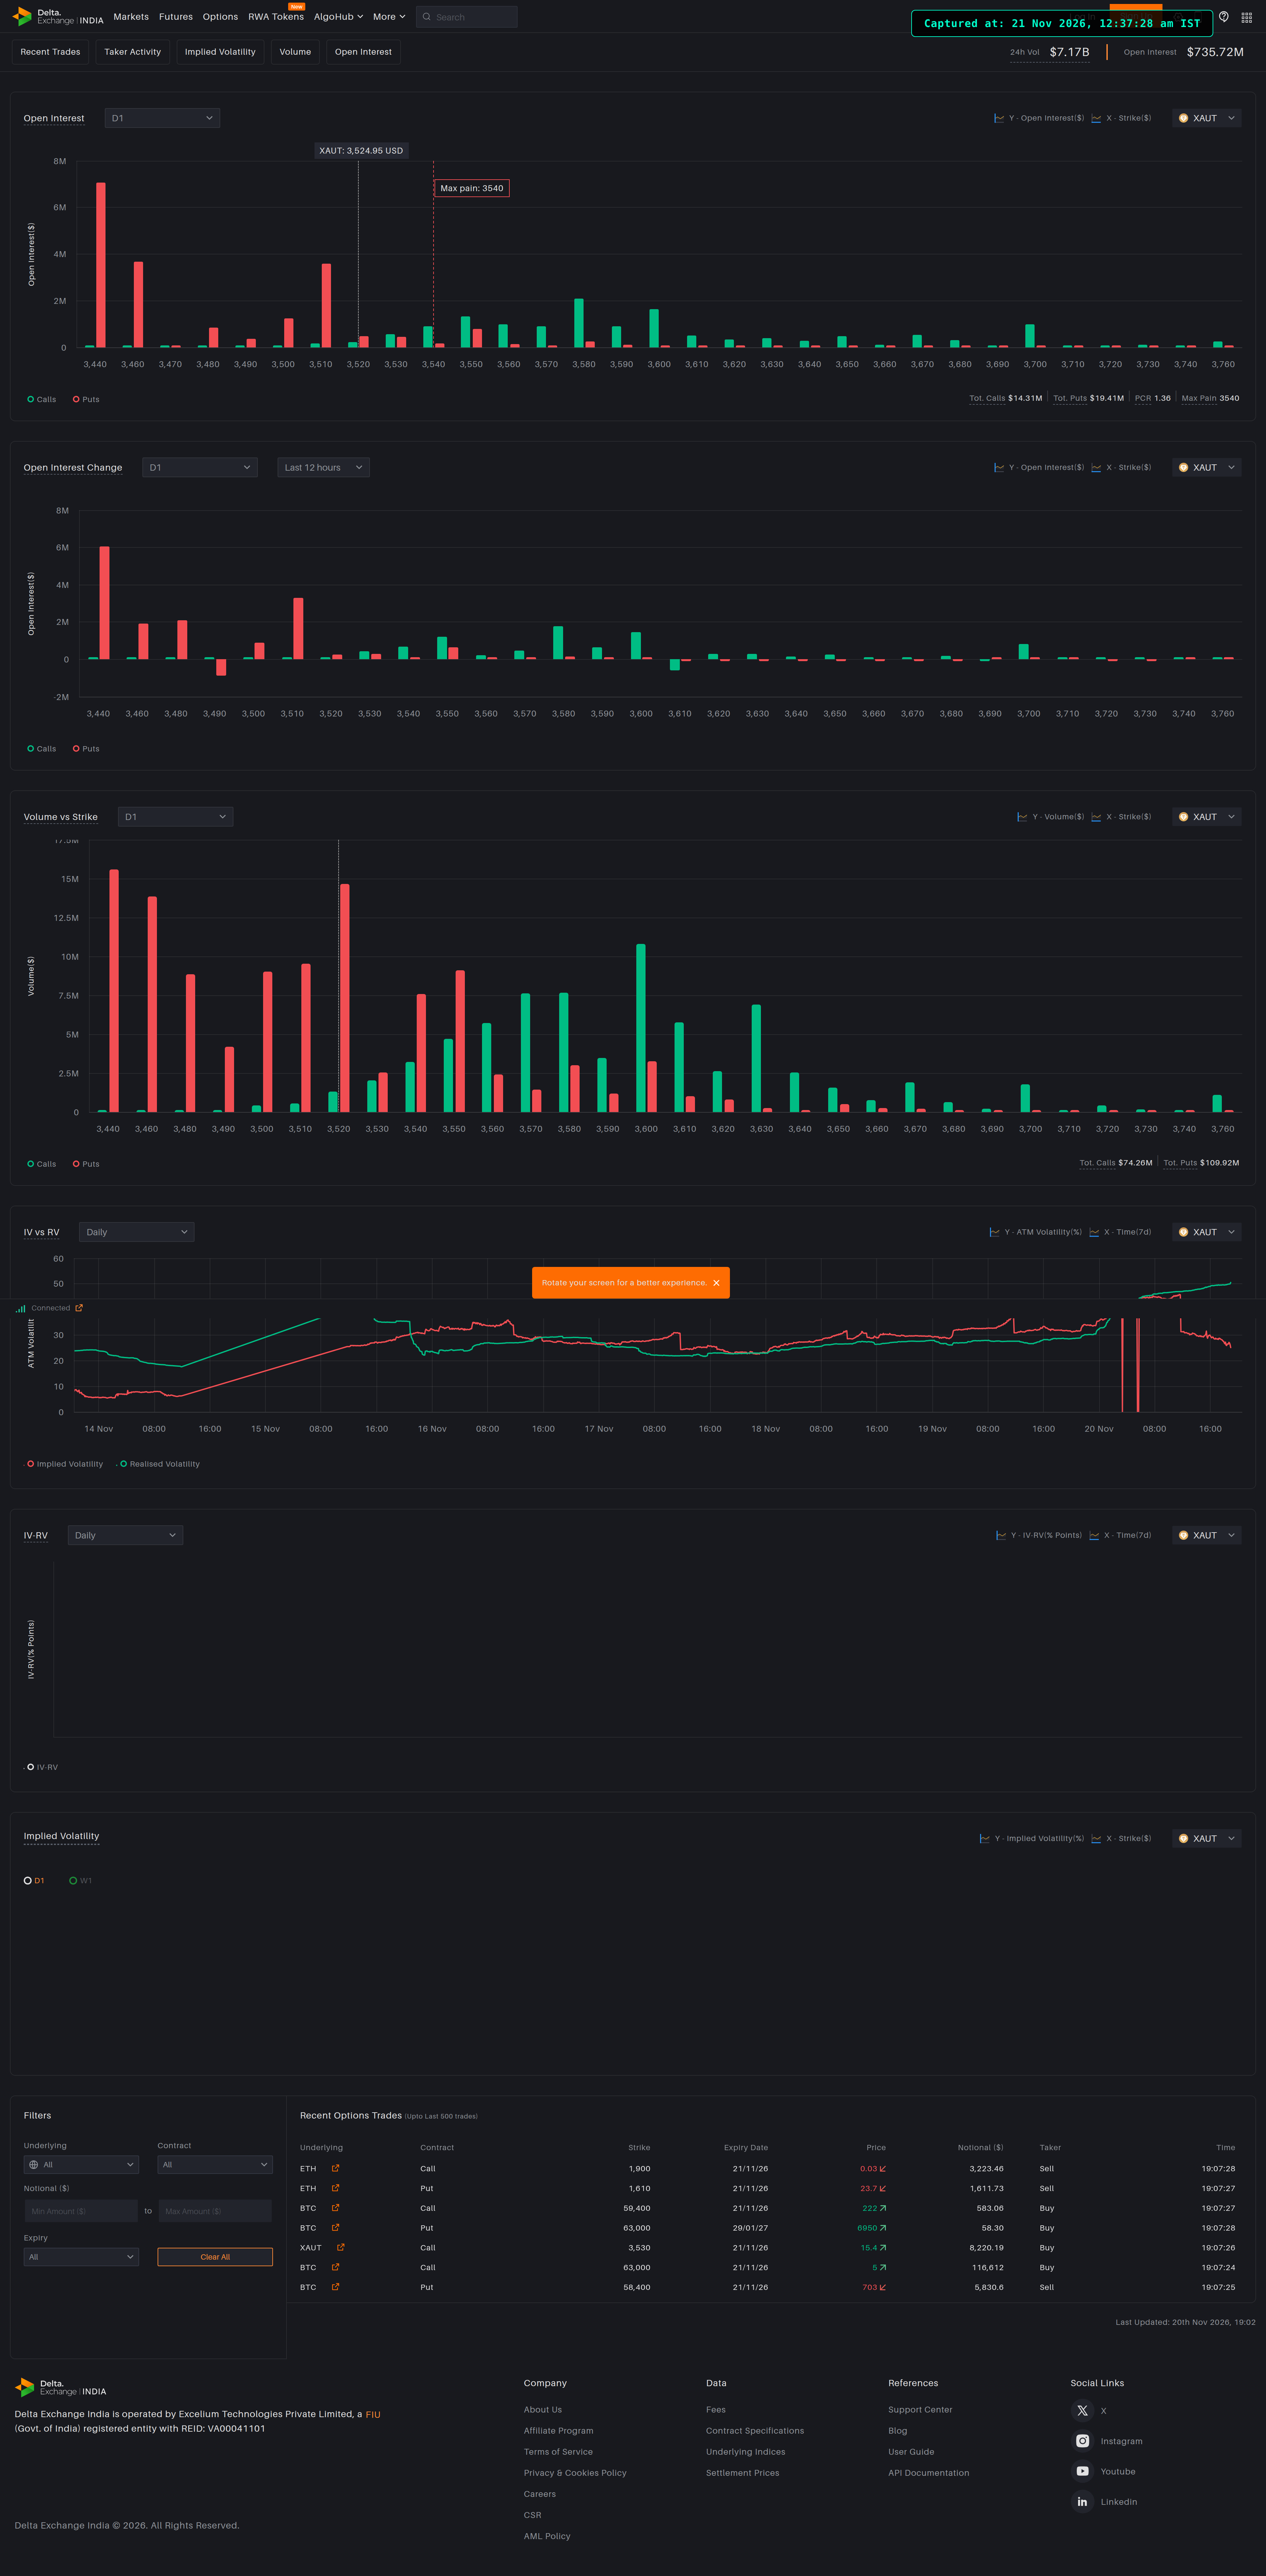 Delta.
Exchange | INDIA
Markets Futures Options RWA Tokens New AlgoHub More Search
Captured at: 21 Nov 2026, 12:37:28 am IST
Recent Trades Taker Activity Implied Volatility Volume Open Interest
24h Vol $7.17B Open Interest $735.72M
Open Interest D1 Y - Open Interest($) X - Strike($) XAUT
XAUT: 3,524.95 USD
Max pain: 3540
Open Interest($)
8M
6M
4M
2M
0
3,440 3,460 3,470 3,480 3,490 3,500 3,510 3,520 3,530 3,540 3,550 3,560 3,570 3,580 3,590 3,600 3,610 3,620 3,630 3,640 3,650 3,660 3,670 3,680 3,690 3,700 3,710 3,720 3,730 3,740 3,760
Calls Puts
Tot. Calls $14.31M Tot. Puts $19.41M PCR 1.36 Max Pain 3540
Open Interest Change D1 Last 12 hours Y - Open Interest($) X - Strike($) XAUT
Open Interest($)
8M
6M
4M
2M
0
-2M
3,440 3,460 3,480 3,490 3,500 3,510 3,520 3,530 3,540 3,550 3,560 3,570 3,580 3,590 3,600 3,610 3,620 3,630 3,640 3,650 3,660 3,670 3,680 3,690 3,700 3,710 3,720 3,730 3,740 3,760
Calls Puts
Volume vs Strike D1 Y - Volume($) X - Strike($) XAUT
Volume($)
17.5M
15M
12.5M
10M
7.5M
5M
2.5M
0
3,440 3,460 3,480 3,490 3,500 3,510 3,520 3,530 3,540 3,550 3,560 3,570 3,580 3,590 3,600 3,610 3,620 3,630 3,640 3,650 3,660 3,670 3,680 3,690 3,700 3,710 3,720 3,730 3,740 3,760
Calls Puts
Tot. Calls $74.26M Tot. Puts $109.92M
IV vs RV Daily Y - ATM Volatility(%) X - Time(7d) XAUT
60
50
Rotate your screen for a better experience.
Connected
ATM Volatilit
30
20
10
0
14 Nov 08:00 16:00 15 Nov 08:00 16:00 16 Nov 08:00 16:00 17 Nov 08:00 16:00 18 Nov 08:00 16:00 19 Nov 08:00 16:00 20 Nov 08:00 16:00
Implied Volatility Realised Volatility
IV-RV Daily Y - IV-RV(% Points) X - Time(7d) XAUT
IV-RV(% Points)
IV-RV
Implied Volatility Y - Implied Volatility(%) X - Strike($) XAUT
D1 W1
Filters
Underlying Contract
All All
Notional ($)
Min Amount ($) to Max Amount ($)
Expiry
All Clear All
Recent Options Trades (Upto Last 500 trades)
Underlying Contract Strike Expiry Date Price Notional ($) Taker Time
ETH Call 1,900 21/11/26 0.03 3,223.46 Sell 19:07:28
ETH Put 1,610 21/11/26 23.7 1,611.73 Sell 19:07:27
BTC Call 59,400 21/11/26 222 583.06 Buy 19:07:27
BTC Put 63,000 29/01/27 6950 58.30 Buy 19:07:28
XAUT Call 3,530 21/11/26 15.4 8,220.19 Buy 19:07:26
BTC Call 63,000 21/11/26 5 116,612 Buy 19:07:24
BTC Put 58,400 21/11/26 703 5,830.6 Sell 19:07:25
Last Updated: 20th Nov 2026, 19:02
Delta.
Exchange | INDIA
Delta Exchange India is operated by Excelium Technologies Private Limited, a FIU
(Govt. of India) registered entity with REID: VA00041101
Delta Exchange India © 2026. All Rights Reserved.
Company
About Us
Affiliate Program
Terms of Service
Privacy & Cookies Policy
Careers
CSR
AML Policy
Data
Fees
Contract Specifications
Underlying Indices
Settlement Prices
References
Support Center
Blog
User Guide
API Documentation
Social Links
X
Instagram
Youtube
Linkedin